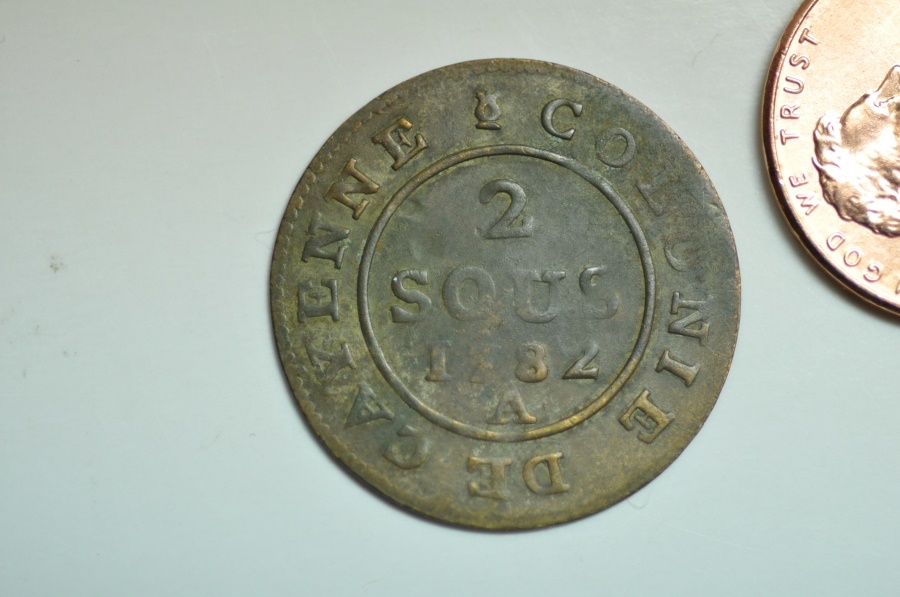 COLONIE DE CAYENNE
2
SOUS
1782
A
GOD WE TRUST